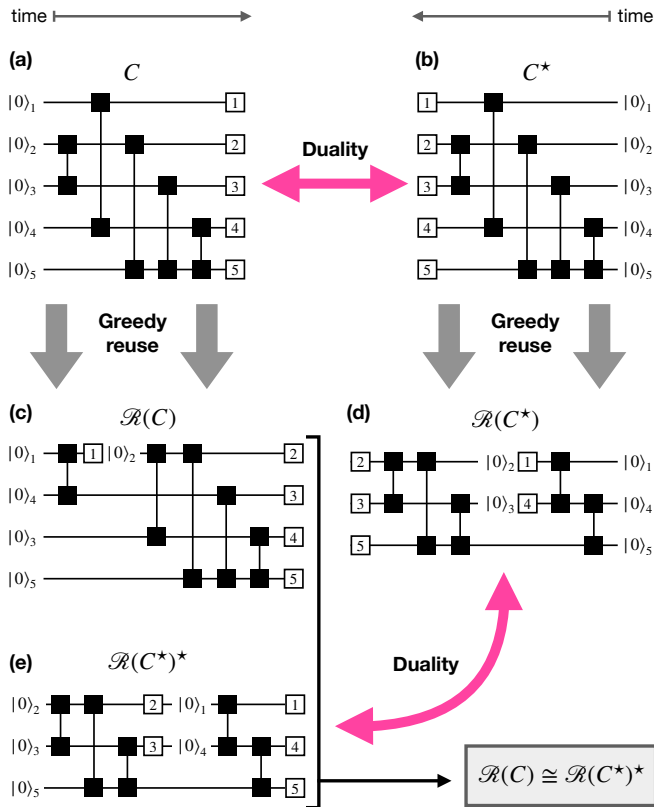 time time
(a) C (b) C⋆
|0⟩₁ 1 1 |0⟩₁
|0⟩₂ 2 2 |0⟩₂
Duality
|0⟩₃ 3 3 |0⟩₃
|0⟩₄ 4 4 |0⟩₄
|0⟩₅ 5 5 |0⟩₅
Greedy reuse
Greedy reuse
(c) ℛ(C)
|0⟩₁ 1 |0⟩₂ 2
|0⟩₄ 3
|0⟩₃ 4
|0⟩₅ 5
(d) ℛ(C⋆)
2 |0⟩₂ 1 |0⟩₁
3 |0⟩₃ 4 |0⟩₄
5 |0⟩₅
(e) ℛ(C⋆)⋆
Duality
|0⟩₂ 2 |0⟩₁ 1
|0⟩₃ 3 |0⟩₄ 4
|0⟩₅ 5
ℛ(C) ≅ ℛ(C⋆)⋆